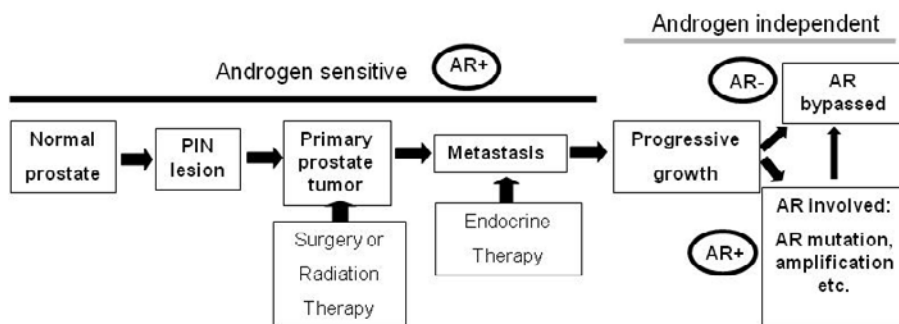 Androgen independent
Androgen sensitive
AR+
AR-
AR
bypassed
Normal
prostate
PIN
lesion
Primary
prostate
tumor
Metastasis
Progressive
growth
Surgery or
Radiation
Therapy
Endocrine
Therapy
AR+
AR Involved:
AR mutation,
amplification
etc.